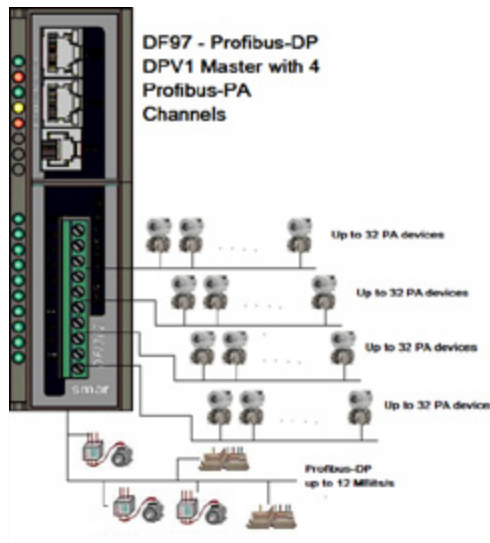 DF97 - Profibus-DP
DPV1 Master with 4
Profibus-PA
Channels
Up to 32 PA devices
Up to 32 PA devices
Up to 32 PA devices
Up to 32 PA device
smar
Profibus-DP
up to 12 MBits/s